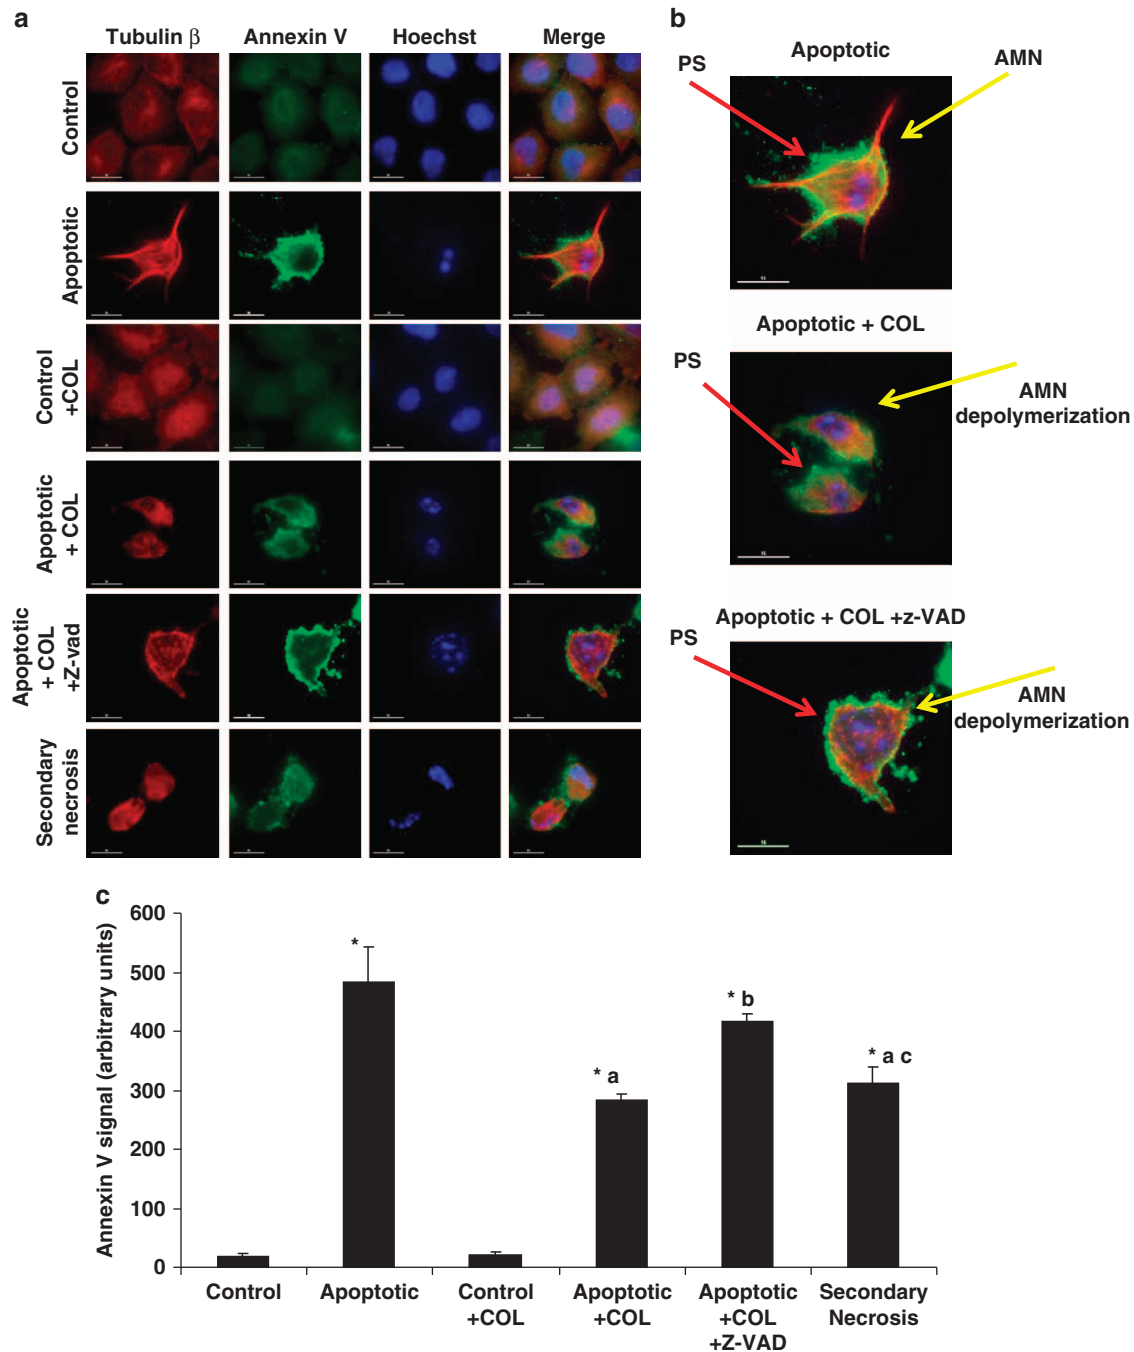 a
Tubulin β Annexin V Hoechst Merge
Control
Apoptotic
Control
+COL
Apoptotic
+ COL
Apoptotic
+ COL
+Z-vad
Secondary
necrosis
b
Apoptotic
PS
AMN
Apoptotic + COL
PS
AMN
depolymerization
Apoptotic + COL +z-VAD
PS
AMN
depolymerization
c
Annexin V signal (arbitrary units)
600
500
400
300
200
100
0
*
* a
* b
* a c
Control
Apoptotic
Control
+COL
Apoptotic
+COL
Apoptotic
+COL
+Z-VAD
Secondary
Necrosis